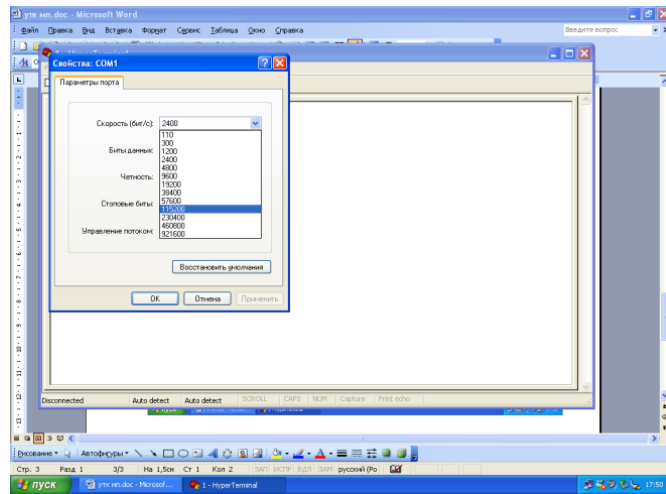 утк мп.doc - Microsoft Word
Файл Правка Вид Вставка Формат Сервис Таблица Окно Справка
Введите вопрос
Свойства: COM1
Параметры порта
Скорость (бит/с): 2400
110
300
Биты данных: 1200
2400
4800
Четность: 9600
19200
38400
Стоповые биты: 57600
115200
230400
Управление потоком: 460800
921600
Восстановить умолчания
OK Отмена Применить
Disconnected Auto detect Auto detect SCROLL CAPS NUM Capture Print echo
Рисование Автофигуры
Стр. 3 Разд 1 3/3 На 1,5см Ст 1 Кол 2 ЗАП ИСПР ВДЛ ЗАМ русский (Ро
пуск утк мп.doc - Microsof... 1 - HyperTerminal 17:50